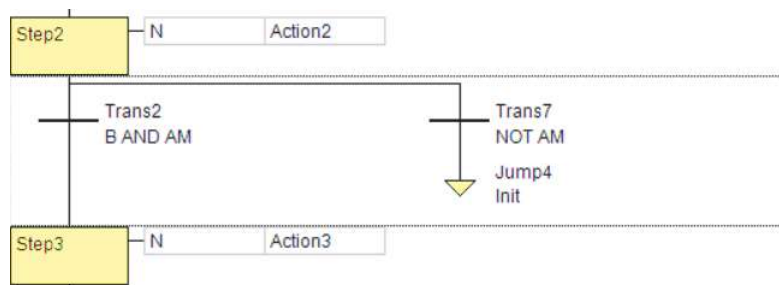 Step2 N Action2
Trans2 Trans7
B AND AM NOT AM
Jump4
Init
Step3 N Action3